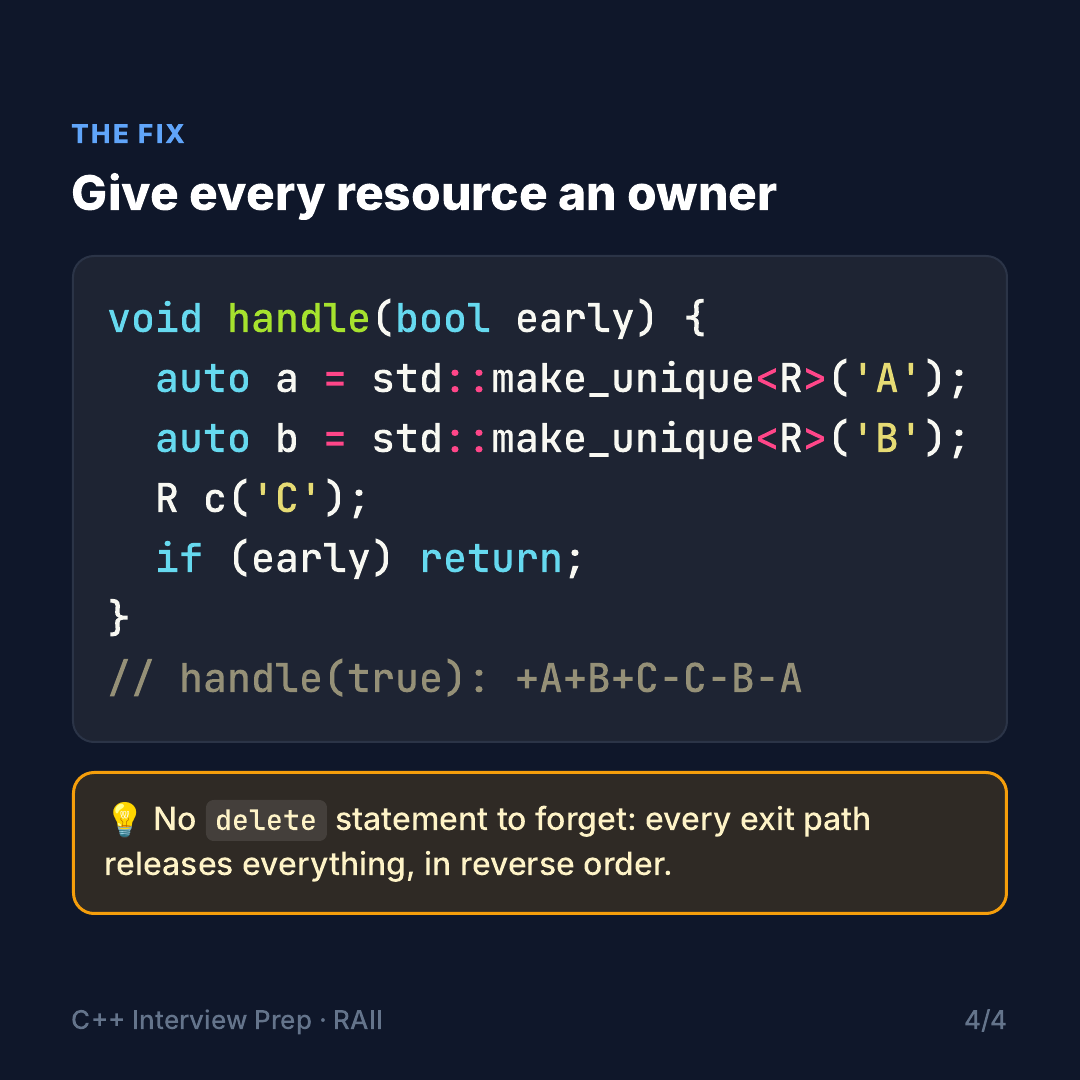 THE FIX
Give every resource an owner
void handle(bool early) {
  auto a = std::make_unique<R>('A');
  auto b = std::make_unique<R>('B');
  R c('C');
  if (early) return;
}
// handle(true): +A+B+C-C-B-A
💡 No delete statement to forget: every exit path
releases everything, in reverse order.
C++ Interview Prep · RAII
4/4